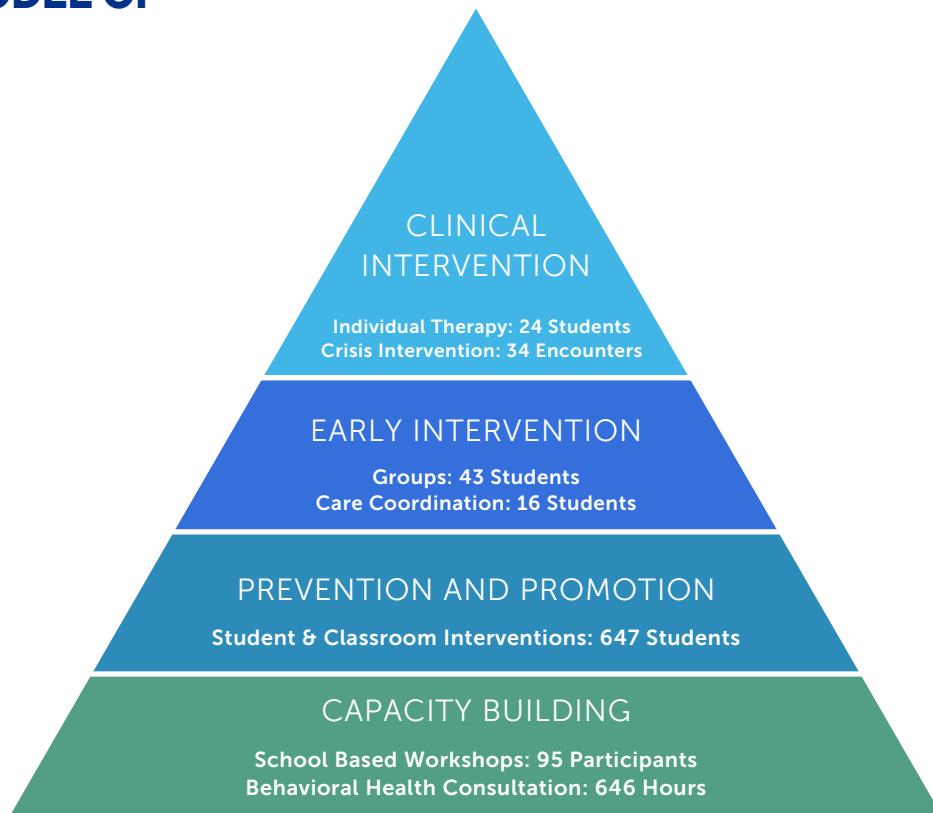 CLINICAL
INTERVENTION
Individual Therapy: 24 Students
Crisis Intervention: 34 Encounters
EARLY INTERVENTION
Groups: 43 Students
Care Coordination: 16 Students
PREVENTION AND PROMOTION
Student & Classroom Interventions: 647 Students
CAPACITY BUILDING
School Based Workshops: 95 Participants
Behavioral Health Consultation: 646 Hours